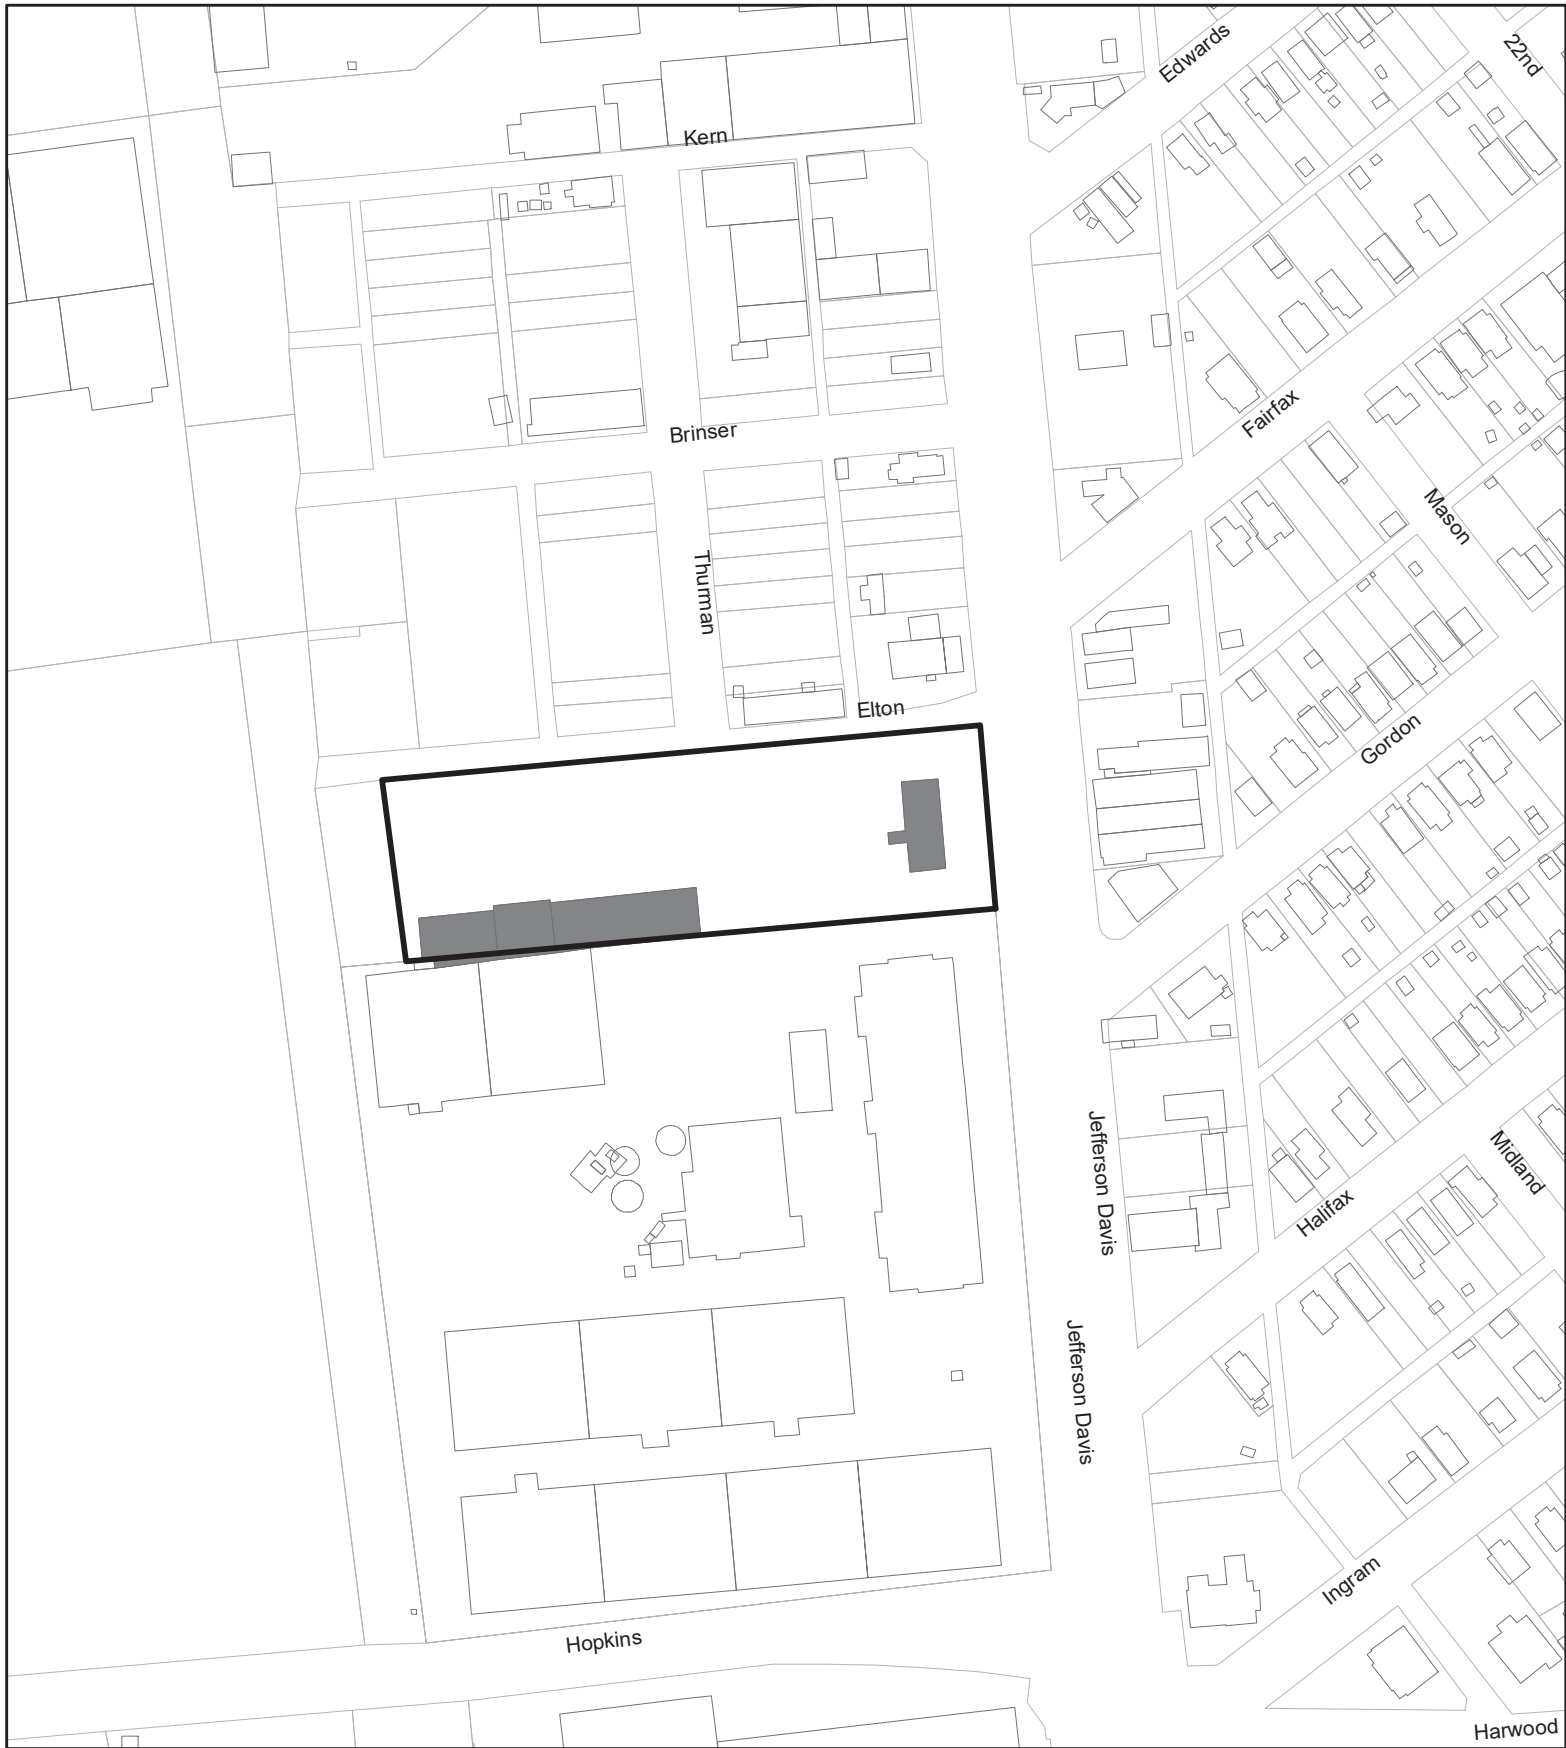 Edwards
22nd
Kern
Fairfax
Brinser
Mason
Thurman
Elton
Gordon
Jefferson Davis
Midland
Halifax
Jefferson Davis
Ingram
Hopkins
Harwood